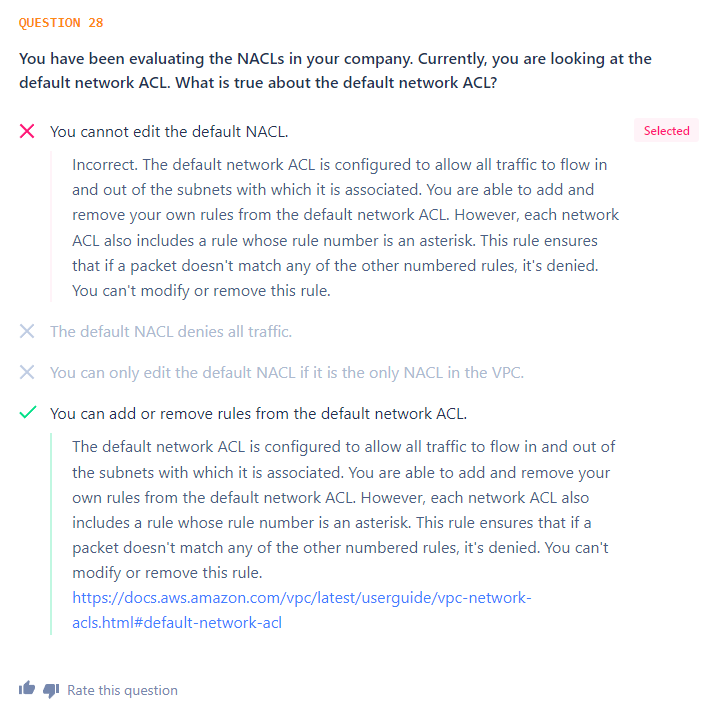 QUESTION 28
You have been evaluating the NACLs in your company. Currently, you are looking at the
default network ACL. What is true about the default network ACL?
You cannot edit the default NACL.
Selected
Incorrect. The default network ACL is configured to allow all traffic to flow in
and out of the subnets with which it is associated. You are able to add and
remove your own rules from the default network ACL. However, each network
ACL also includes a rule whose rule number is an asterisk. This rule ensures
that if a packet doesn't match any of the other numbered rules, it's denied.
You can't modify or remove this rule.
The default NACL denies all traffic.
You can only edit the default NACL if it is the only NACL in the VPC.
You can add or remove rules from the default network ACL.
The default network ACL is configured to allow all traffic to flow in and out of
the subnets with which it is associated. You are able to add and remove your
own rules from the default network ACL. However, each network ACL also
includes a rule whose rule number is an asterisk. This rule ensures that if a
packet doesn't match any of the other numbered rules, it's denied. You can't
modify or remove this rule.
https://docs.aws.amazon.com/vpc/latest/userguide/vpc-network-
acls.html#default-network-acl
Rate this question